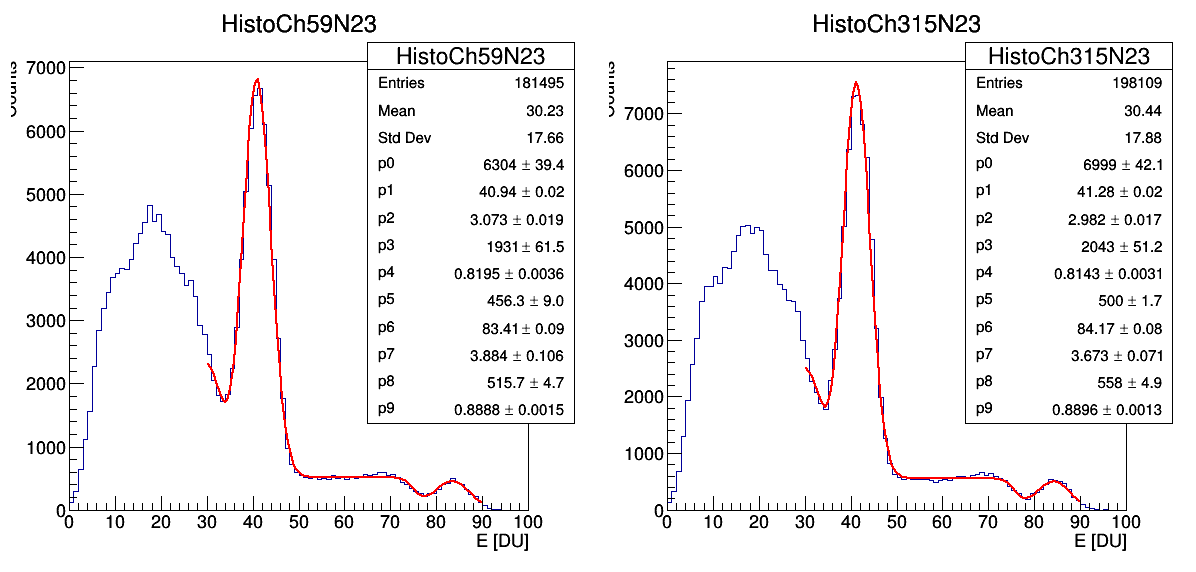 HistoCh59N23
HistoCh59N23
Entries 181495
Mean 30.23
Std Dev 17.66
p0 6304 ± 39.4
p1 40.94 ± 0.02
p2 3.073 ± 0.019
p3 1931 ± 61.5
p4 0.8195 ± 0.0036
p5 456.3 ± 9.0
p6 83.41 ± 0.09
p7 3.884 ± 0.106
p8 515.7 ± 4.7
p9 0.8888 ± 0.0015
7000
6000
5000
4000
3000
2000
1000
0
0 10 20 30 40 50 60 70 80 90 100
E [DU]
HistoCh315N23
HistoCh315N23
Entries 198109
Mean 30.44
Std Dev 17.88
p0 6999 ± 42.1
p1 41.28 ± 0.02
p2 2.982 ± 0.017
p3 2043 ± 51.2
p4 0.8143 ± 0.0031
p5 500 ± 1.7
p6 84.17 ± 0.08
p7 3.673 ± 0.071
p8 558 ± 4.9
p9 0.8896 ± 0.0013
7000
6000
5000
4000
3000
2000
1000
0
0 10 20 30 40 50 60 70 80 90 100
E [DU]